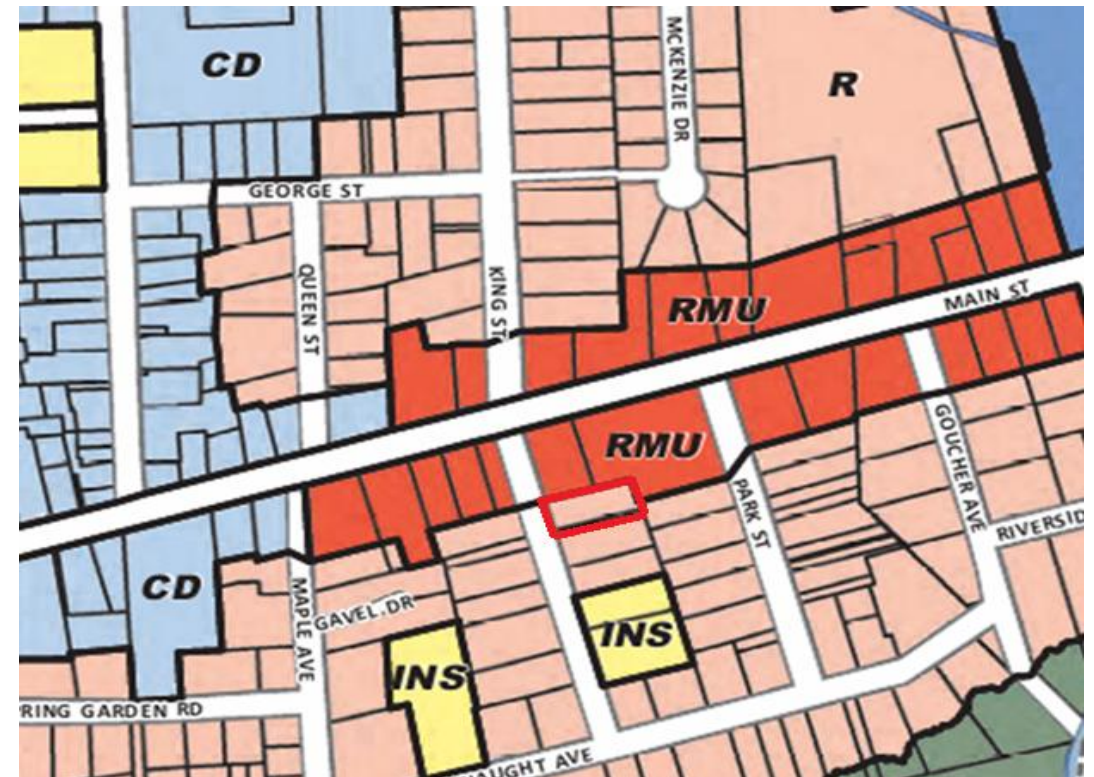 MCKENZIE DR
CD
R
GEORGE ST
QUEEN ST
KING ST
RMU
MAIN ST
RMU
GOUCHER AVE
PARK ST
RIVERSID
CD
MAPLE AVE
GAVEL DR
INS
INS
RING GARDEN RD
AUGHT AVE